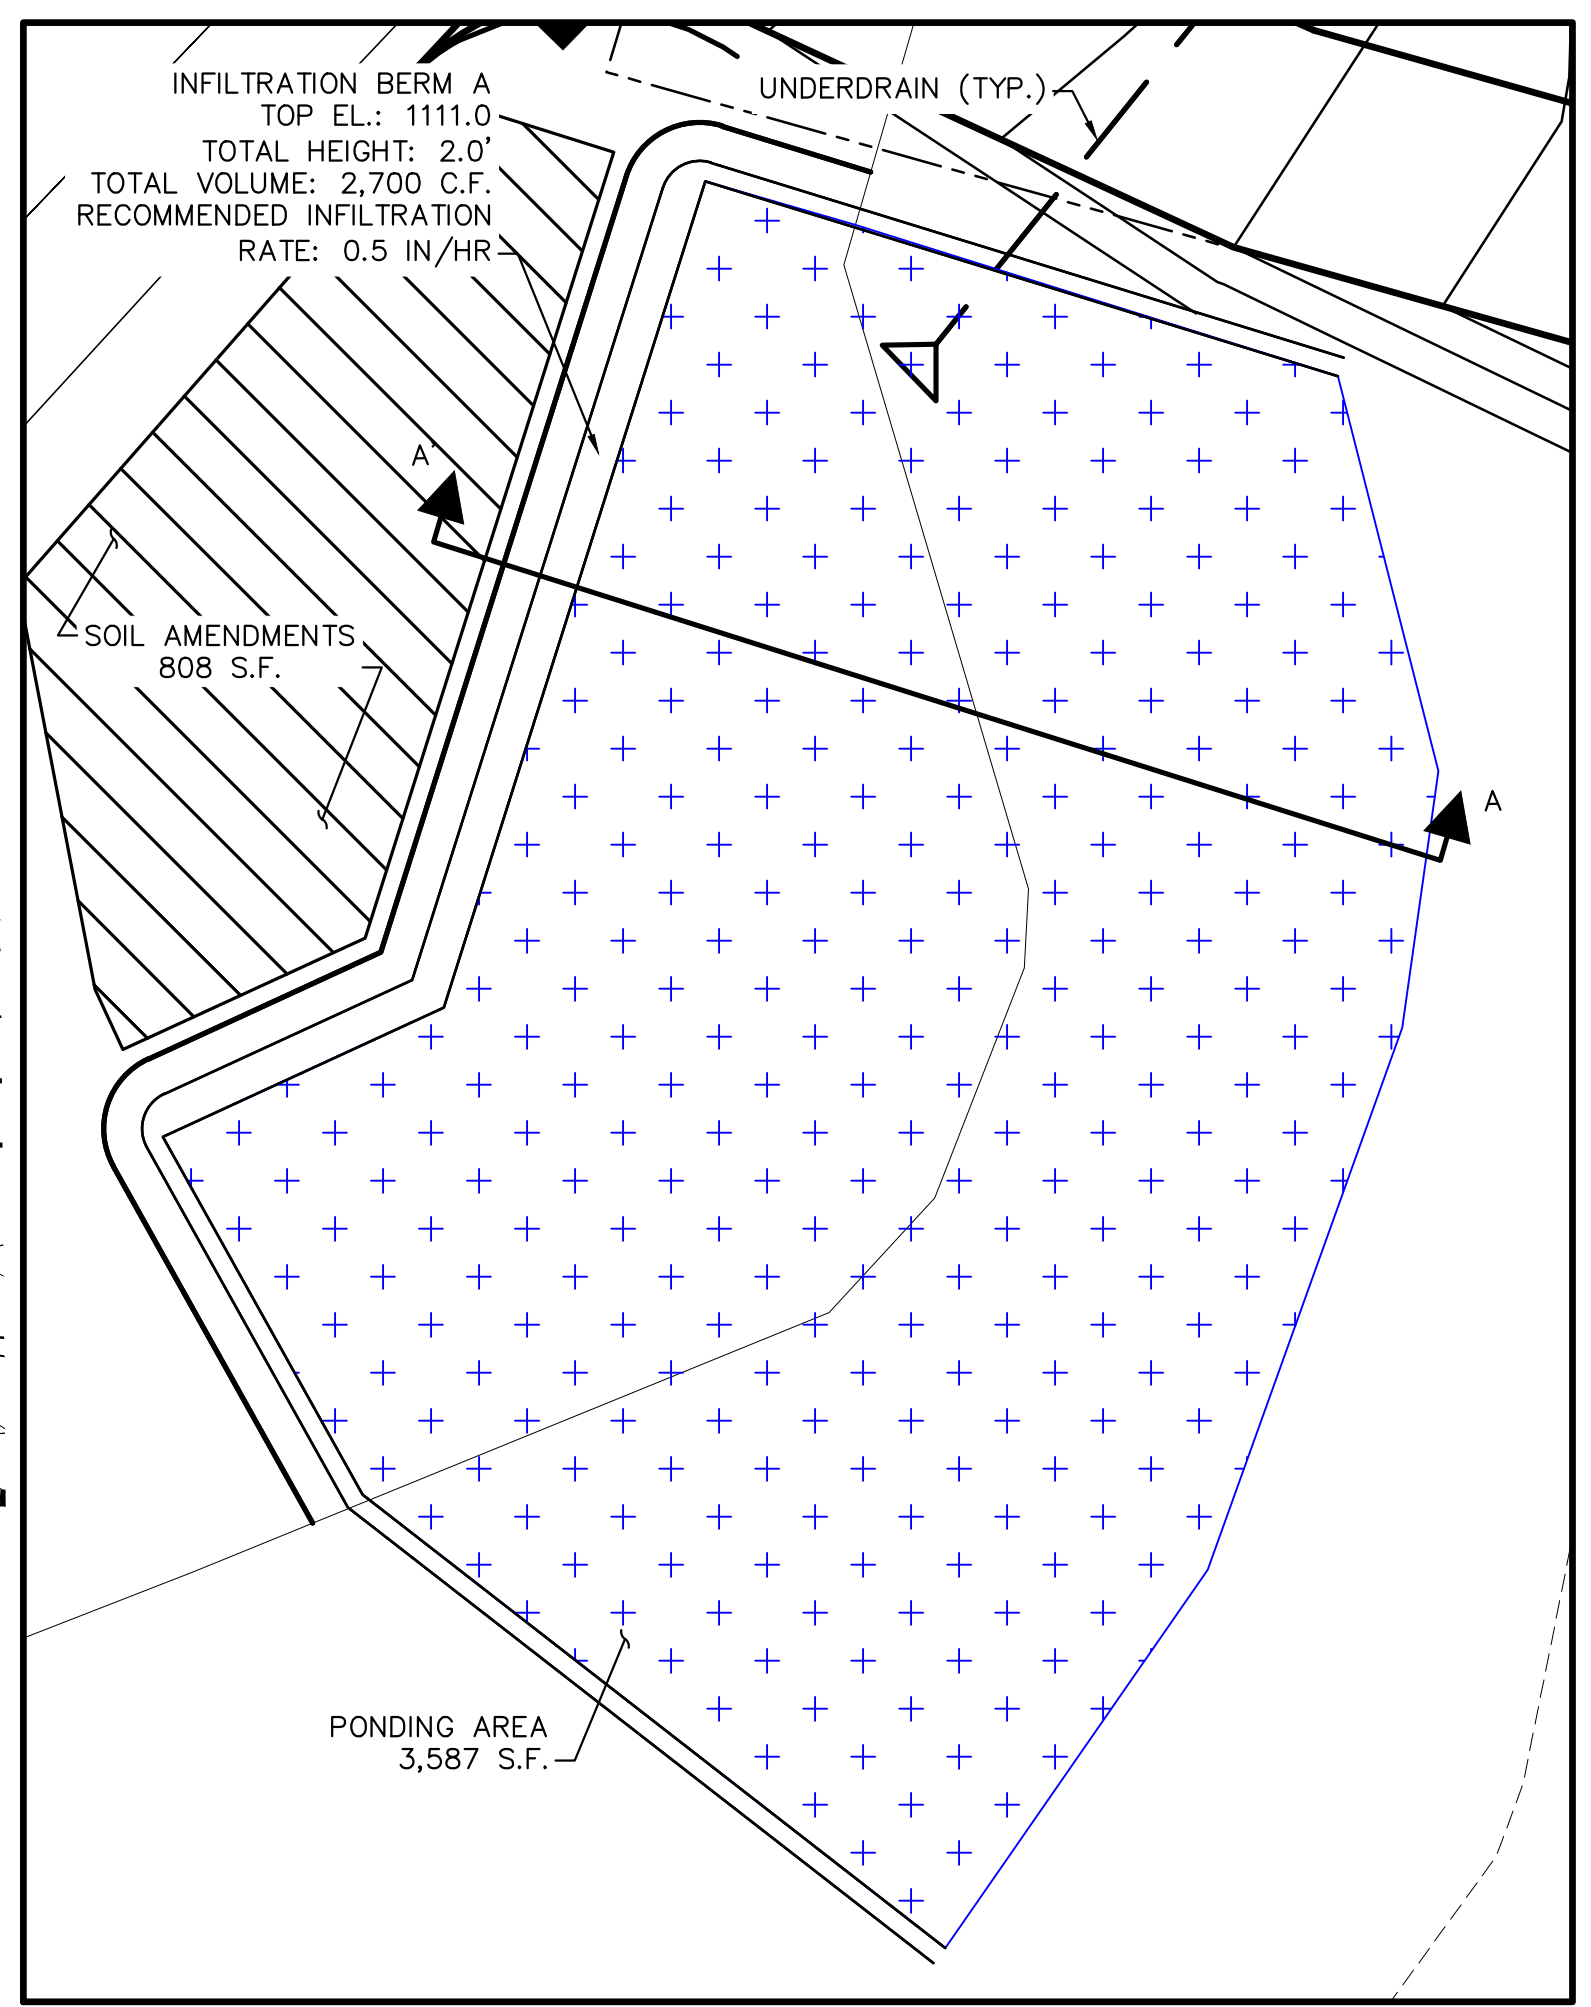 INFILTRATION BERM A
TOP EL.: 1111.0
TOTAL HEIGHT: 2.0'
TOTAL VOLUME: 2,700 C.F.
RECOMMENDED INFILTRATION
RATE: 0.5 IN/HR
UNDERDRAIN (TYP.)
A'
SOIL AMENDMENTS
808 S.F.
A
PONDING AREA
3,587 S.F.